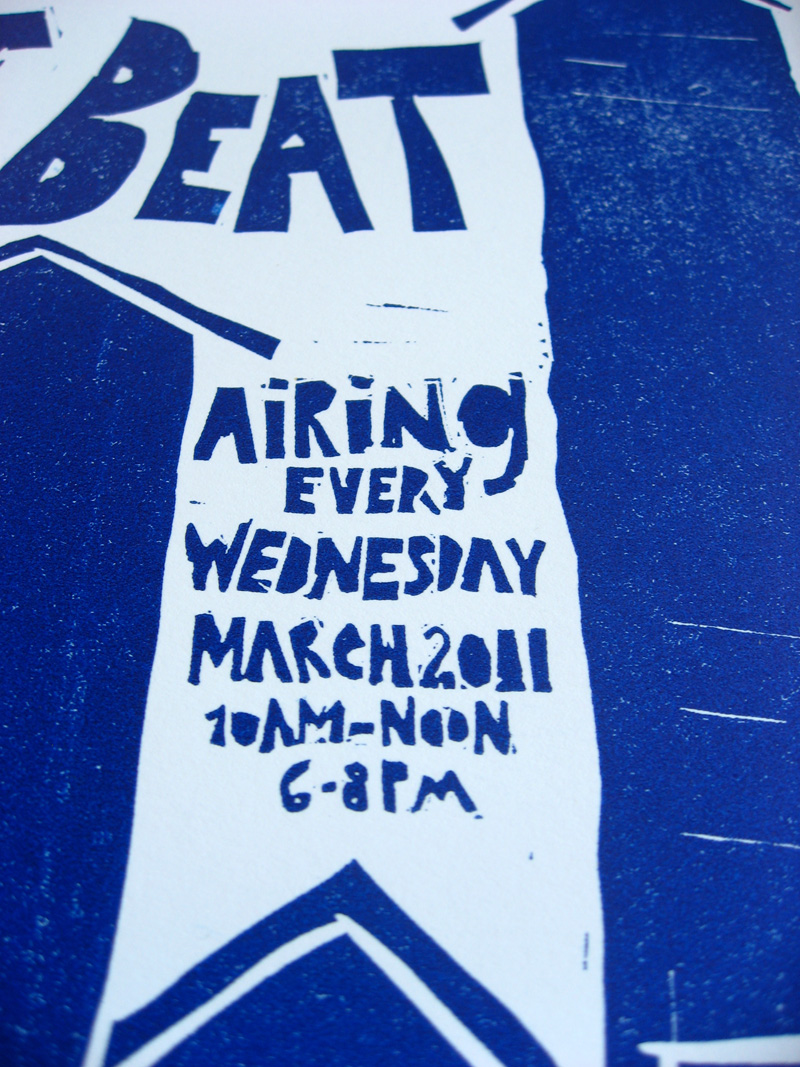 T BEAT
AiRiNg
EVERY
WEDNESDAY
MARCH 2011
10AM-NOON
6-8PM